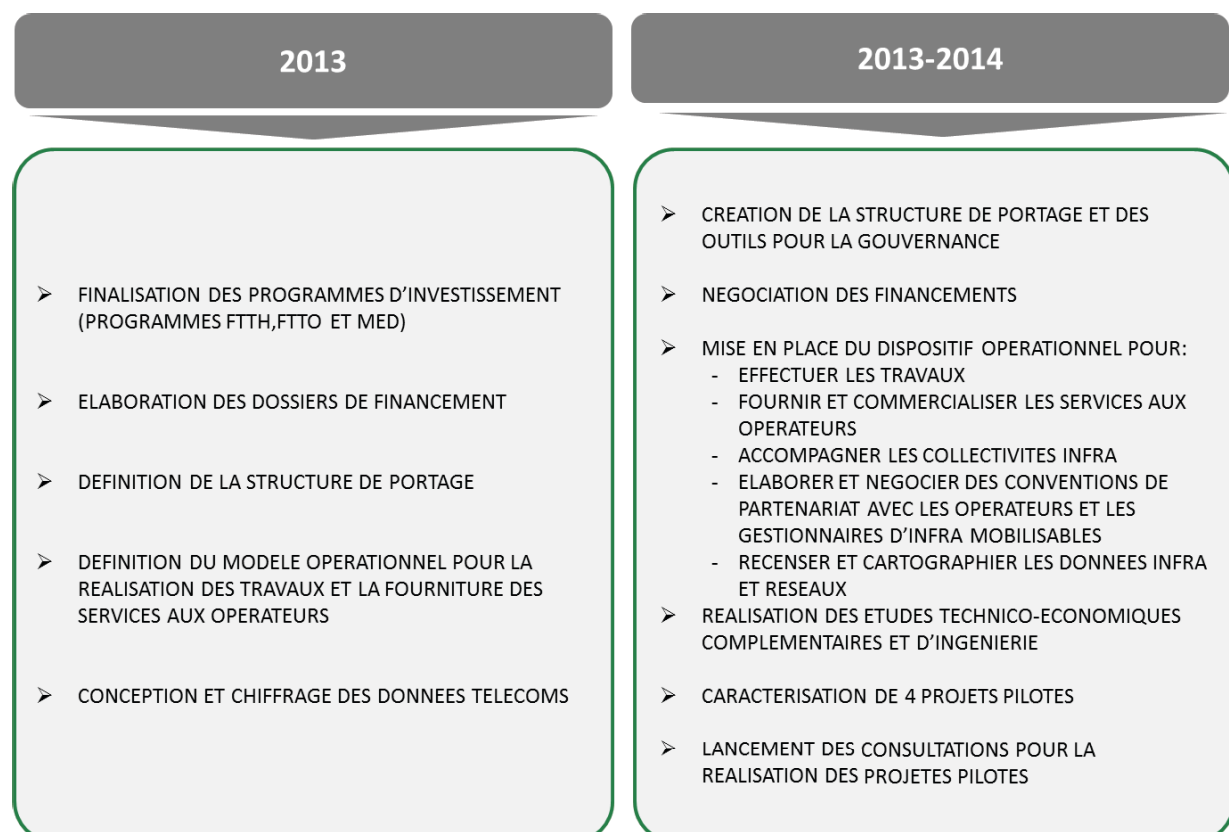 2013
FINALISATION DES PROGRAMMES D’INVESTISSEMENT
(PROGRAMMES FTTH,FTTO ET MED)
ELABORATION DES DOSSIERS DE FINANCEMENT
DEFINITION DE LA STRUCTURE DE PORTAGE
DEFINITION DU MODELE OPERATIONNEL POUR LA
REALISATION DES TRAVAUX ET LA FOURNITURE DES
SERVICES AUX OPERATEURS
CONCEPTION ET CHIFFRAGE DES DONNEES TELECOMS
2013-2014
CREATION DE LA STRUCTURE DE PORTAGE ET DES
OUTILS POUR LA GOUVERNANCE
NEGOCIATION DES FINANCEMENTS
MISE EN PLACE DU DISPOSITIF OPERATIONNEL POUR:
- EFFECTUER LES TRAVAUX
- FOURNIR ET COMMERCIALISER LES SERVICES AUX
OPERATEURS
- ACCOMPAGNER LES COLLECTIVITES INFRA
- ELABORER ET NEGOCIER DES CONVENTIONS DE
PARTENARIAT AVEC LES OPERATEURS ET LES
GESTIONNAIRES D’INFRA MOBILISABLES
- RECENSER ET CARTOGRAPHIER LES DONNEES INFRA
ET RESEAUX
REALISATION DES ETUDES TECHNICO-ECONOMIQUES
COMPLEMENTAIRES ET D’INGENIERIE
CARACTERISATION DE 4 PROJETS PILOTES
LANCEMENT DES CONSULTATIONS POUR LA
REALISATION DES PROJETES PILOTES